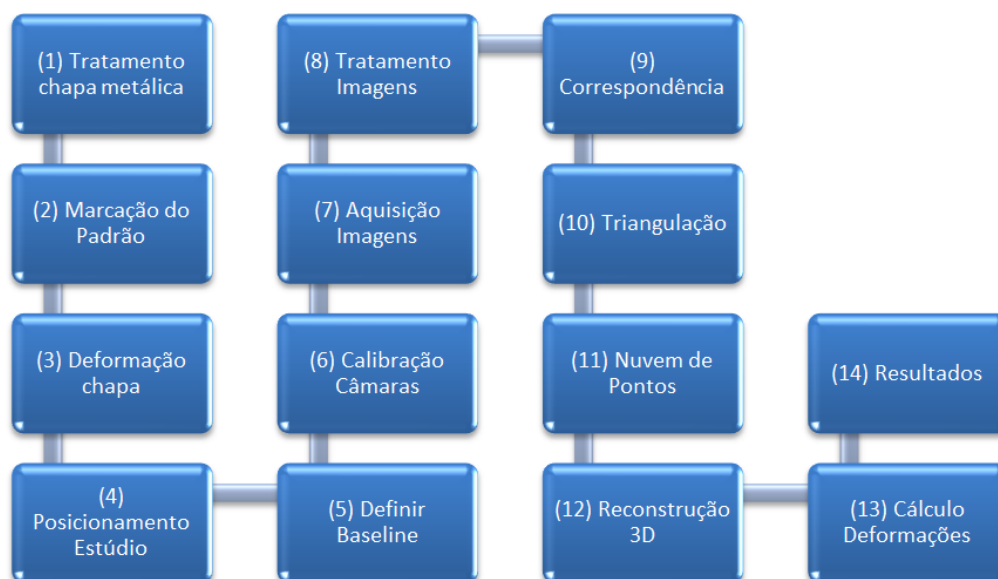 (1) Tratamento
chapa metálica
(2) Marcação do
Padrão
(3) Deformação
chapa
(4)
Posicionamento
Estúdio
(5) Definir
Baseline
(6) Calibração
Câmaras
(7) Aquisição
Imagens
(8) Tratamento
Imagens
(9)
Correspondência
(10) Triangulação
(11) Nuvem de
Pontos
(12) Reconstrução
3D
(13) Cálculo
Deformações
(14) Resultados